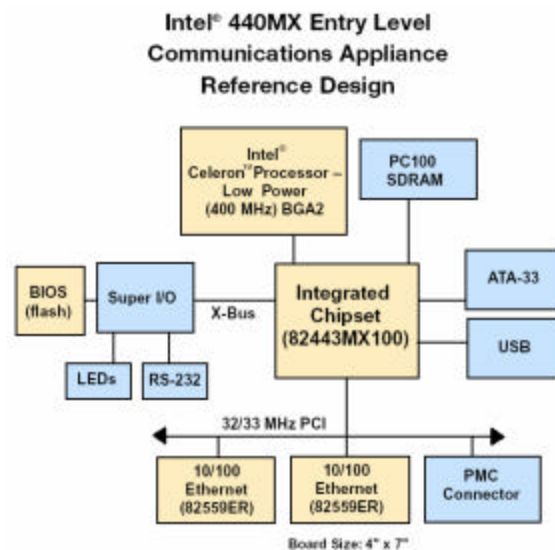 Intel® 440MX Entry Level
Communications Appliance
Reference Design
Intel®
Celeron™ Processor –
Low Power
(400 MHz) BGA2
PC100
SDRAM
BIOS
(flash)
Super I/O
X-Bus
Integrated
Chipset
(82443MX100)
ATA-33
USB
LEDs
RS-232
32/33 MHz PCI
10/100
Ethernet
(82559ER)
10/100
Ethernet
(82559ER)
PMC
Connector
Board Size: 4" x 7"